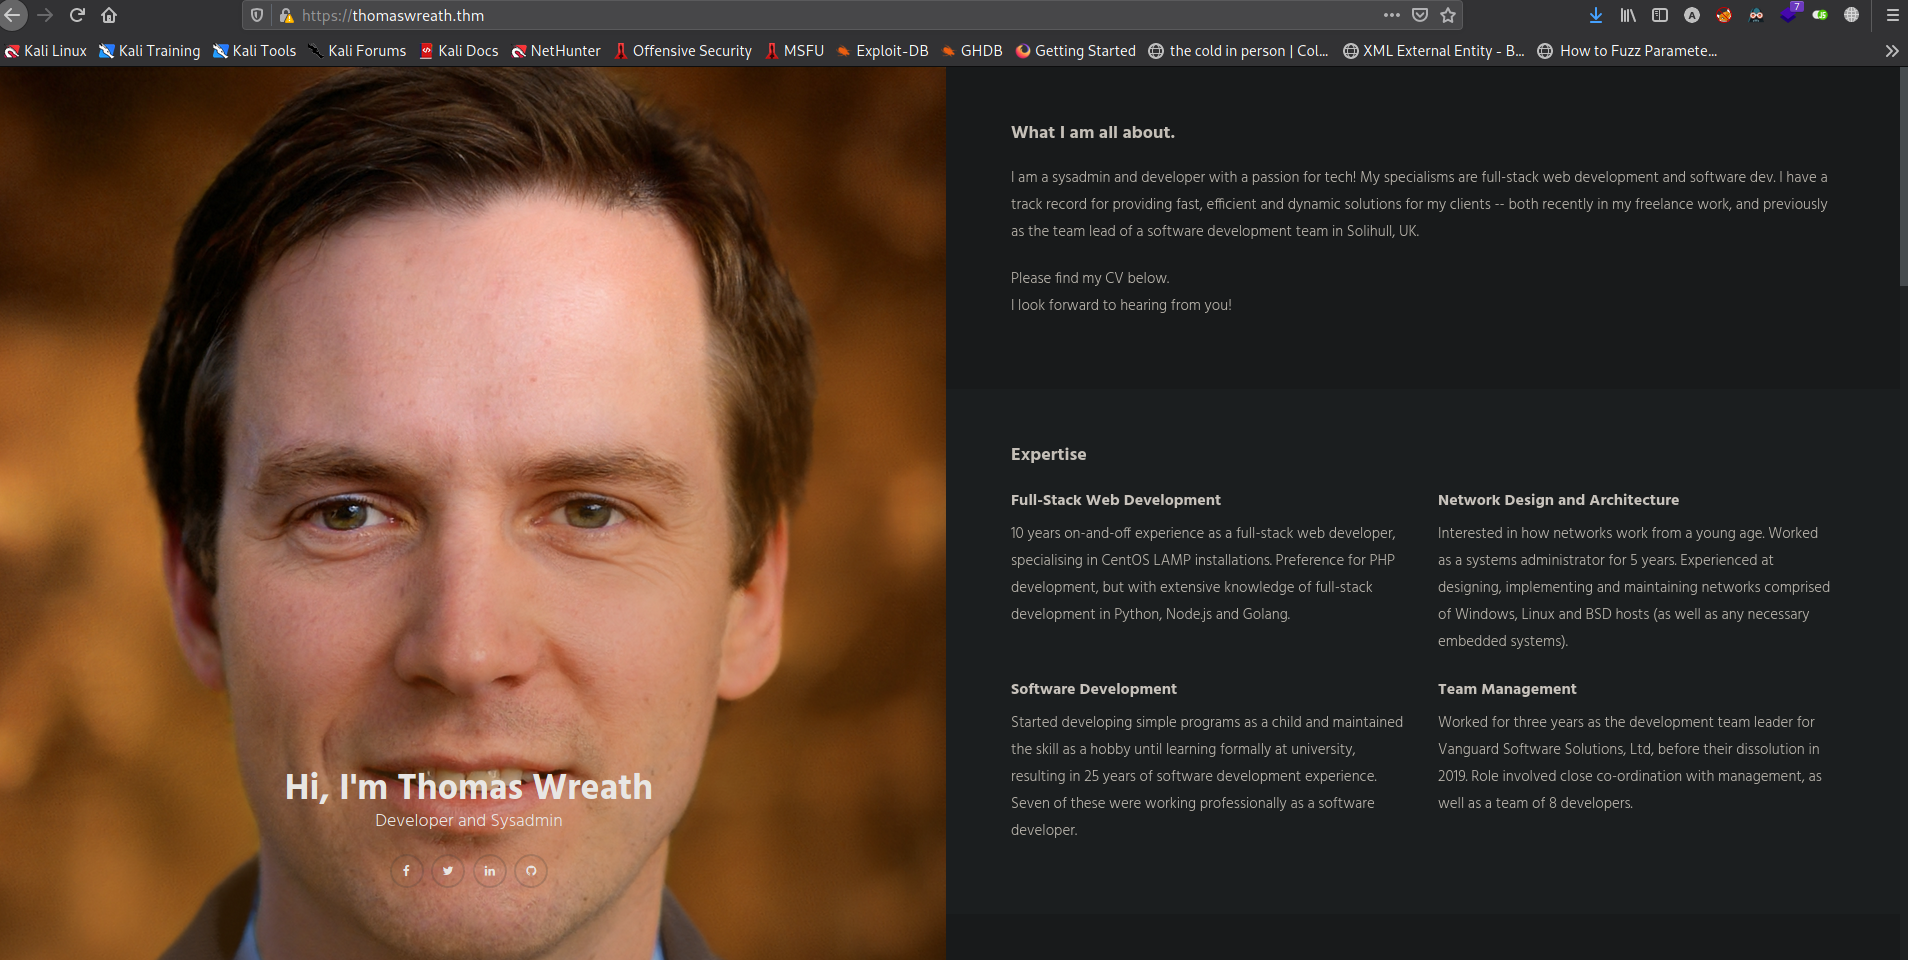 https://thomaswreath.thm
7
Kali Linux Kali Training Kali Tools Kali Forums Kali Docs NetHunter Offensive Security MSFU Exploit-DB GHDB Getting Started the cold in person | Col... XML External Entity - B... How to Fuzz Paramete...
What I am all about.
I am a sysadmin and developer with a passion for tech! My specialisms are full-stack web development and software dev. I have a
track record for providing fast, efficient and dynamic solutions for my clients -- both recently in my freelance work, and previously
as the team lead of a software development team in Solihull, UK.
Please find my CV below.
I look forward to hearing from you!
Expertise
Full-Stack Web Development
10 years on-and-off experience as a full-stack web developer,
specialising in CentOS LAMP installations. Preference for PHP
development, but with extensive knowledge of full-stack
development in Python, Node.js and Golang.
Network Design and Architecture
Interested in how networks work from a young age. Worked
as a systems administrator for 5 years. Experienced at
designing, implementing and maintaining networks comprised
of Windows, Linux and BSD hosts (as well as any necessary
embedded systems).
Software Development
Started developing simple programs as a child and maintained
the skill as a hobby until learning formally at university,
resulting in 25 years of software development experience.
Seven of these were working professionally as a software
developer.
Team Management
Worked for three years as the development team leader for
Vanguard Software Solutions, Ltd, before their dissolution in
2019. Role involved close co-ordination with management, as
well as a team of 8 developers.
Hi, I'm Thomas Wreath
Developer and Sysadmin